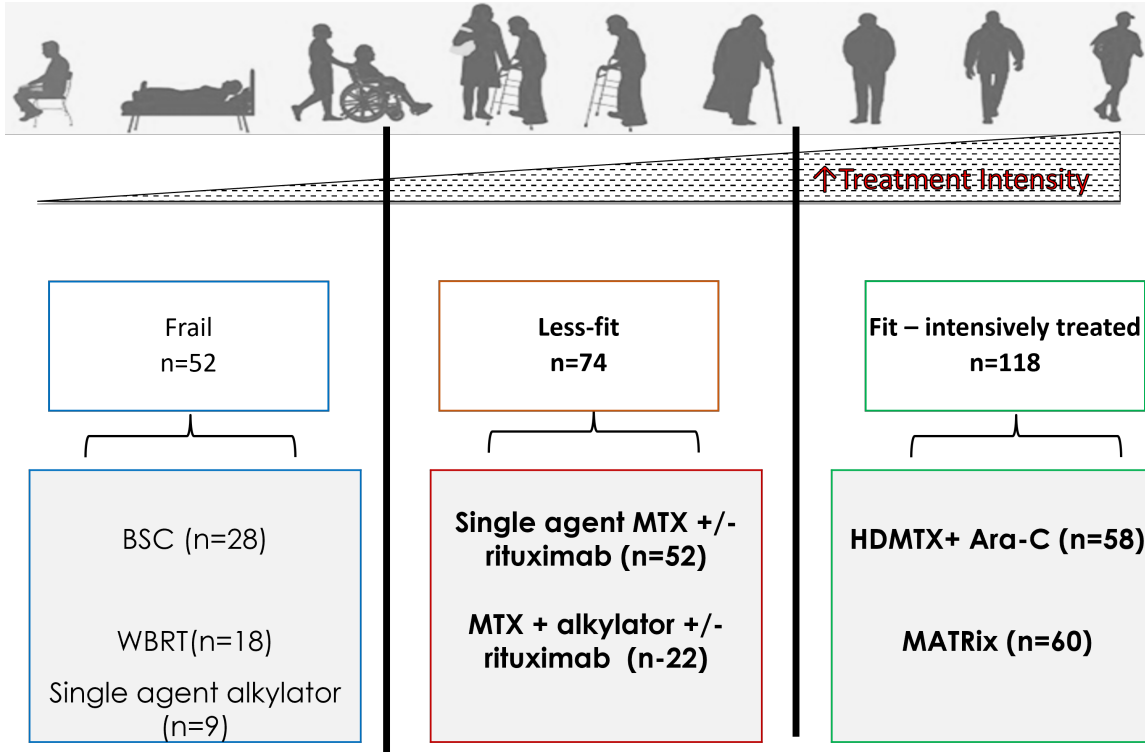 ↑Treatment Intensity
Frail
n=52
Less-fit
n=74
Fit – intensively treated
n=118
BSC (n=28)
WBRT(n=18)
Single agent alkylator
(n=9)
Single agent MTX +/-
rituximab (n=52)
MTX + alkylator +/-
rituximab (n-22)
HDMTX+ Ara-C (n=58)
MATRix (n=60)